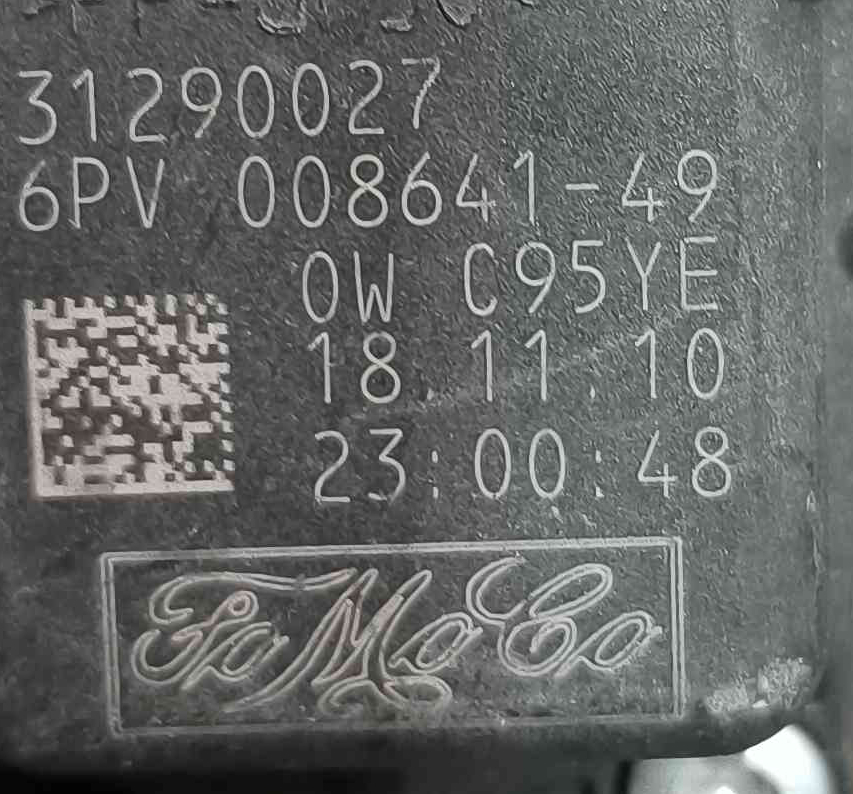 31290027
6PV 008641-49
0W C95YE
18.11.10
23:00:48
FoMoCo